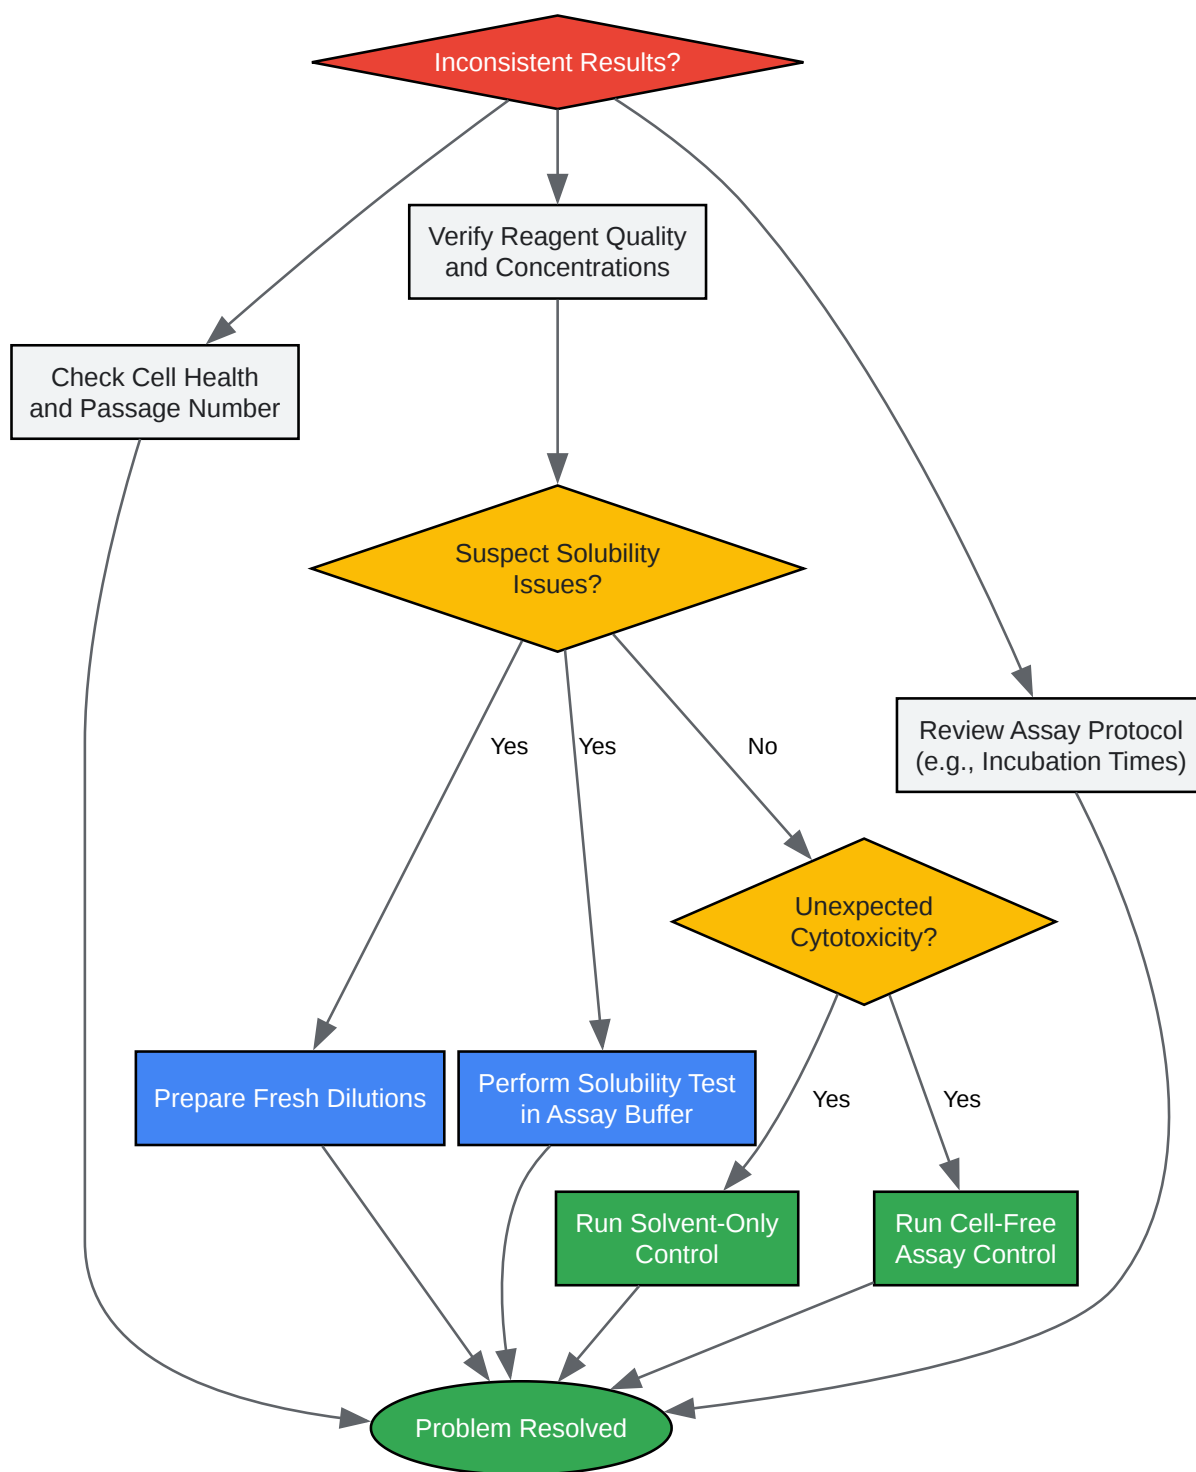 Inconsistent Results?
Verify Reagent Quality
and Concentrations
Check Cell Health
and Passage Number
Suspect Solubility
Issues?
Review Assay Protocol
(e.g., Incubation Times)
Yes
Yes
No
Unexpected
Cytotoxicity?
Prepare Fresh Dilutions
Perform Solubility Test
in Assay Buffer
Yes
Yes
Run Solvent-Only
Control
Run Cell-Free
Assay Control
Problem Resolved